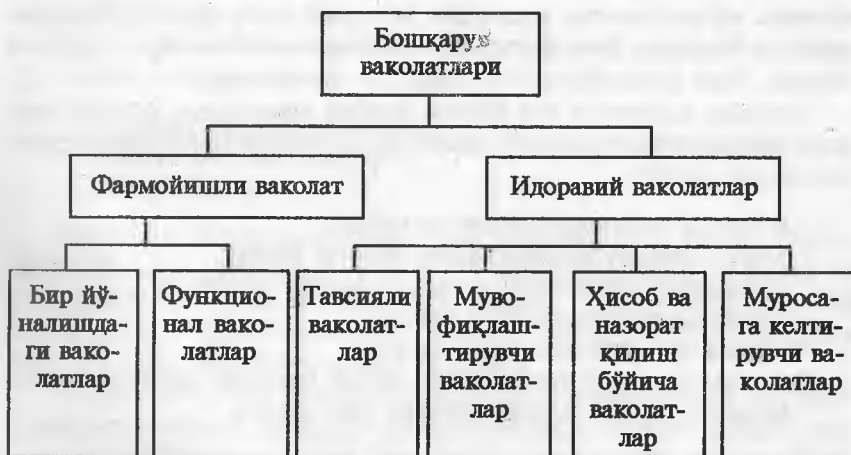 Бошқарув
ваколатлари
Фармойишли ваколат
Идоравий ваколатлар
Бир йў-
налишда-
ги вако-
латлар
Функцио-
нал вако-
латлар
Тавсияли
ваколат-
лар
Муво-
фиқлаш-
тирувчи
ваколат-
лар
Ҳисоб ва
назорат
қилиш
бўйича
ваколат-
лар
Муроса-
га келти-
рувчи ва-
колатлар